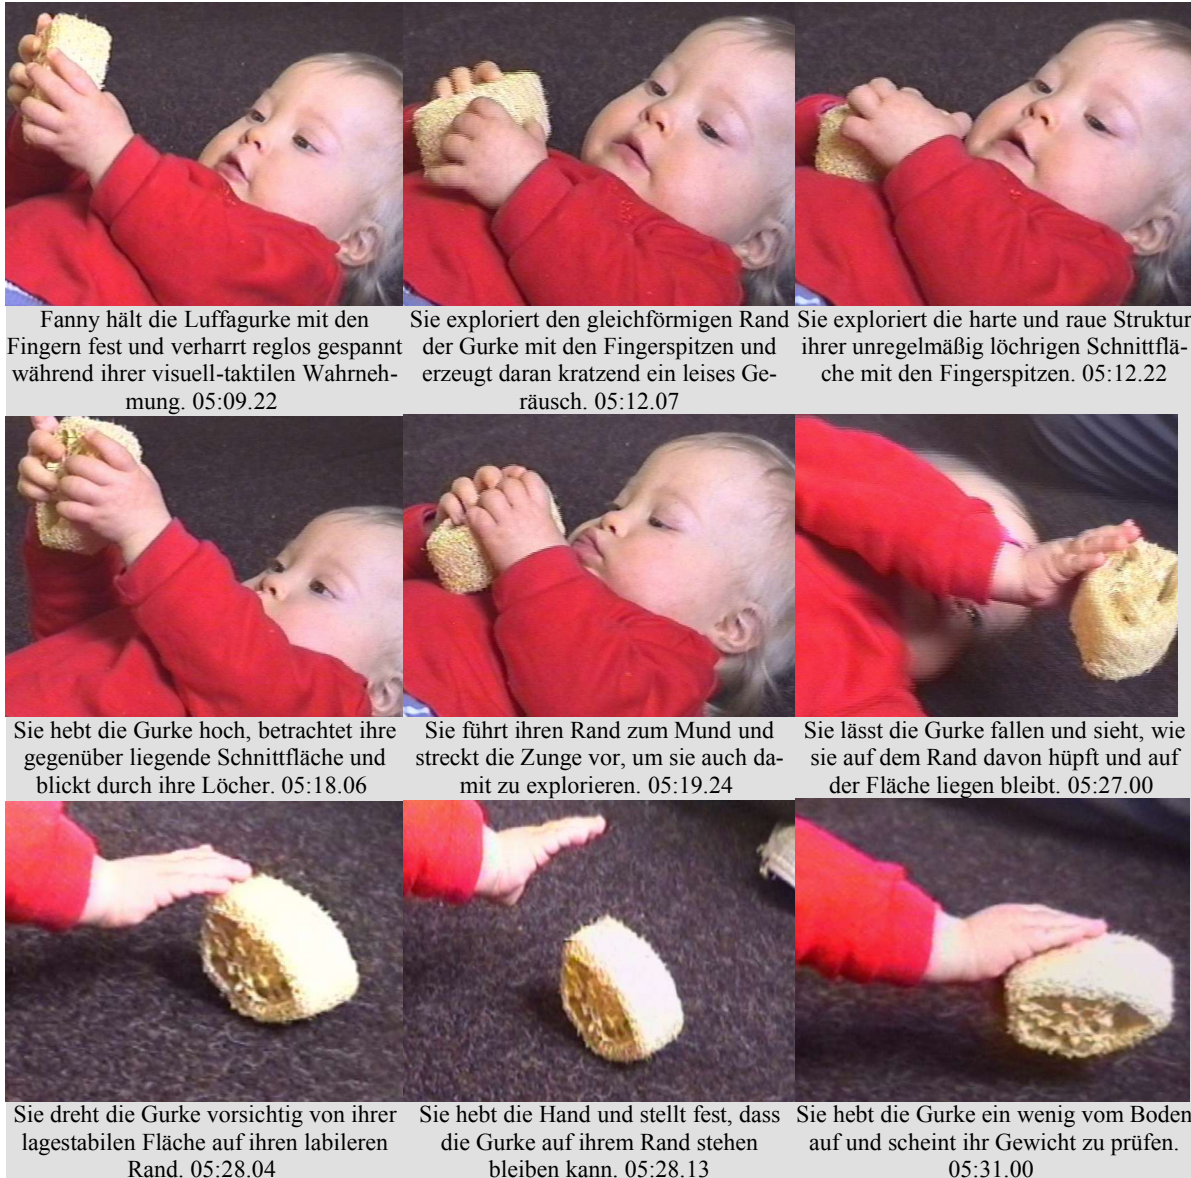 Fanny hält die Luffagurke mit den
Fingern fest und verharrt reglos gespannt
während ihrer visuell-taktilen Wahrneh-
mung. 05:09.22
Sie exploriert den gleichförmigen Rand
der Gurke mit den Fingerspitzen und
erzeugt daran kratzend ein leises Ge-
räusch. 05:12.07
Sie exploriert die harte und raue Struktur
ihrer unregelmäßig löchrigen Schnittflä-
che mit den Fingerspitzen. 05:12.22
Sie hebt die Gurke hoch, betrachtet ihre
gegenüber liegende Schnittfläche und
blickt durch ihre Löcher. 05:18.06
Sie führt ihren Rand zum Mund und
streckt die Zunge vor, um sie auch da-
mit zu explorieren. 05:19.24
Sie lässt die Gurke fallen und sieht, wie
sie auf dem Rand davon hüpft und auf
der Fläche liegen bleibt. 05:27.00
Sie dreht die Gurke vorsichtig von ihrer
lagestabilen Fläche auf ihren labileren
Rand. 05:28.04
Sie hebt die Hand und stellt fest, dass
die Gurke auf ihrem Rand stehen
bleiben kann. 05:28.13
Sie hebt die Gurke ein wenig vom Boden
auf und scheint ihr Gewicht zu prüfen.
05:31.00